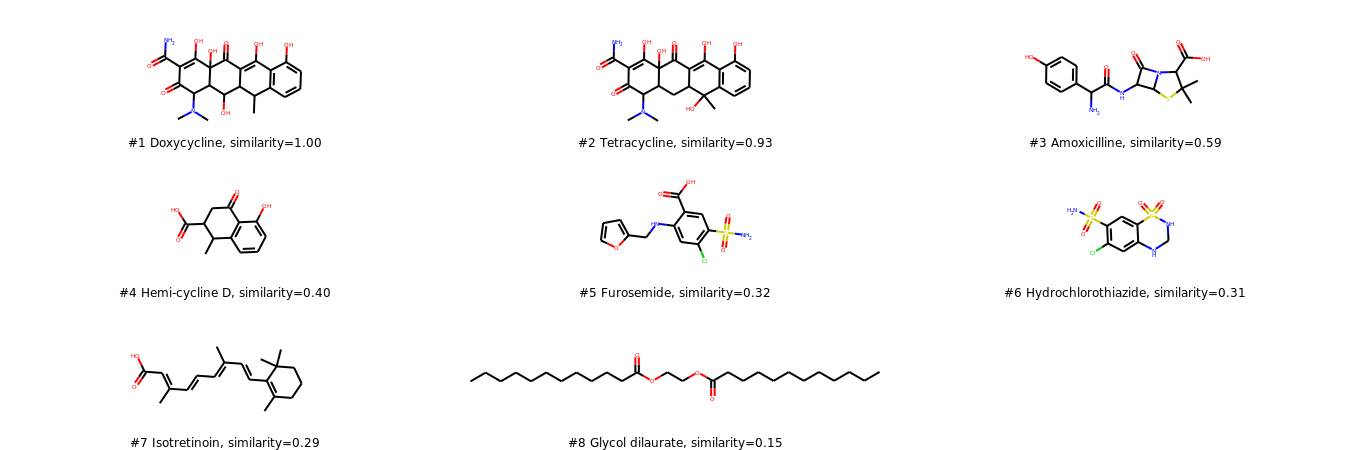 #1 Doxycycline, similarity=1.00
#2 Tetracycline, similarity=0.93
#3 Amoxicilline, similarity=0.59
#4 Hemi-cycline D, similarity=0.40
#5 Furosemide, similarity=0.32
#6 Hydrochlorothiazide, similarity=0.31
#7 Isotretinoin, similarity=0.29
#8 Glycol dilaurate, similarity=0.15